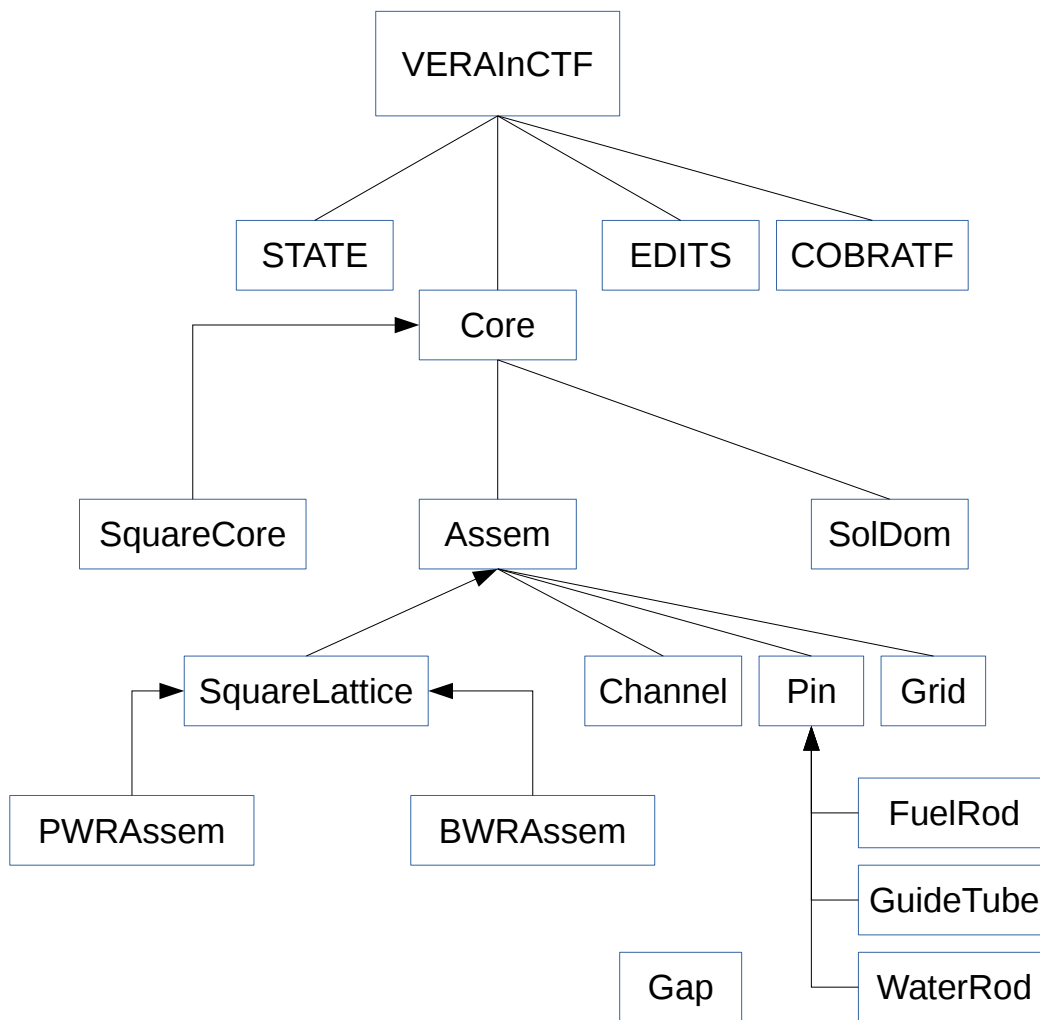 VERAInCTF
STATE
EDITS
COBRATF
Core
SquareCore
Assem
SolDom
SquareLattice
Channel
Pin
Grid
PWRAssem
BWRAssem
FuelRod
GuideTube
Gap
WaterRod